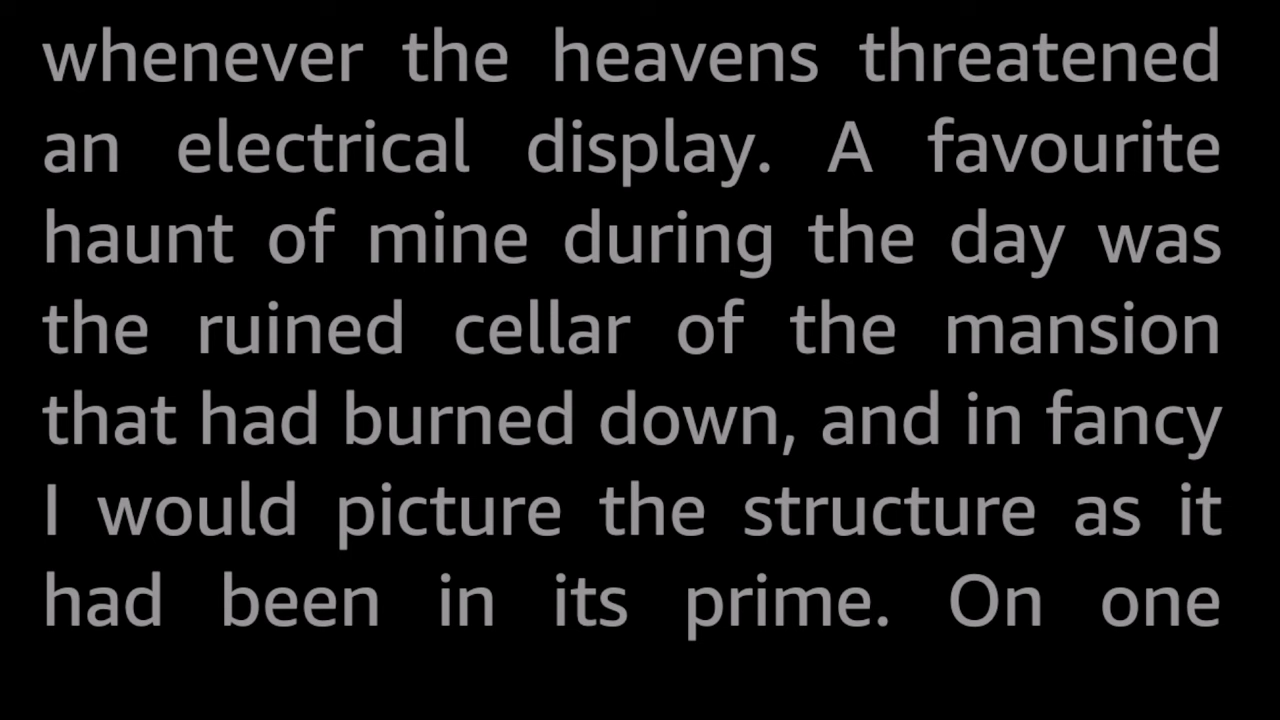 whenever the heavens threatened
an electrical display. A favourite
haunt of mine during the day was
the ruined cellar of the mansion
that had burned down, and in fancy
I would picture the structure as it
had been in its prime. On one